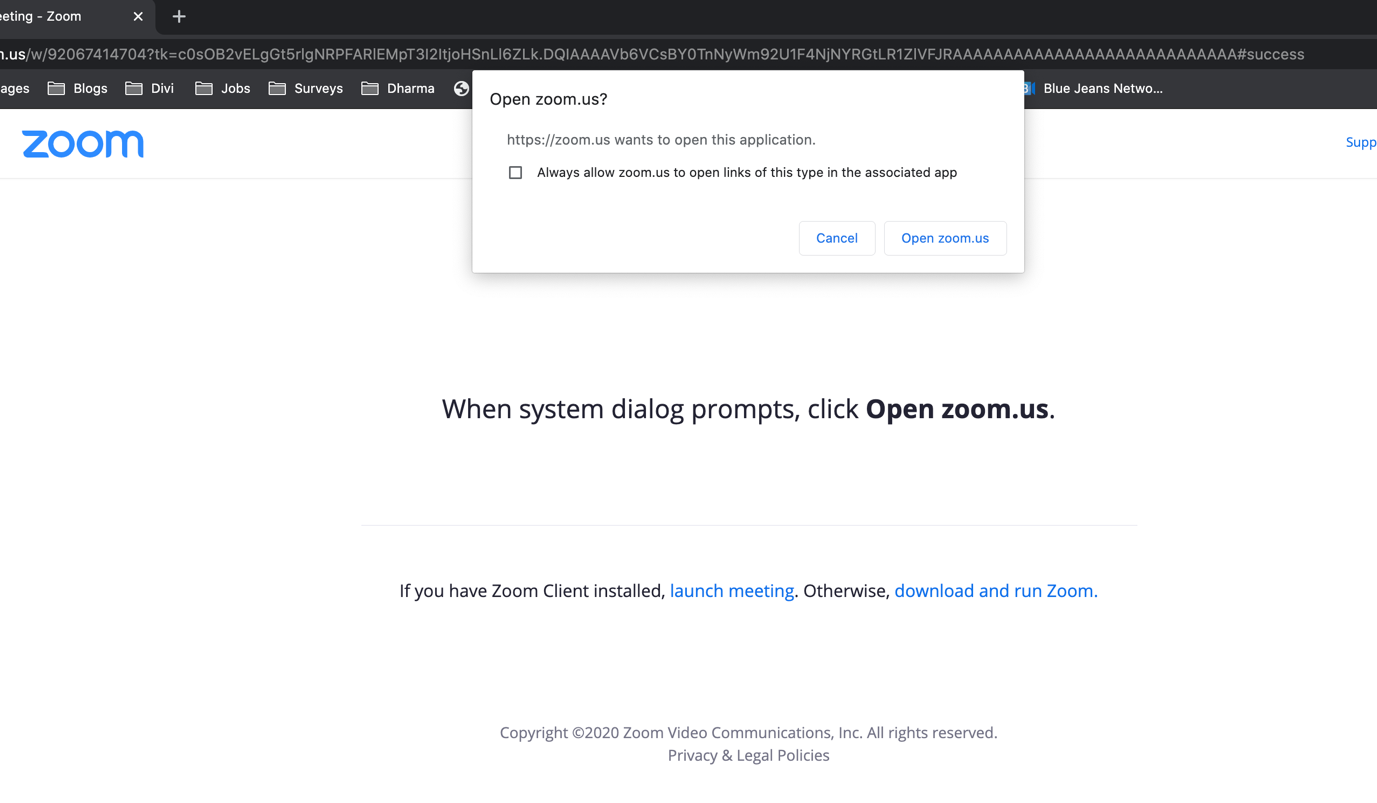 eeting - Zoom
n.us/w/92067414704?tk=c0sOB2vELgGt5rlgNRPFARlEMpT3I2ItjoHSnLl6ZLk.DQIAAAAVb6VCsBY0TnNyWm92U1F4NjNYRGtLR1ZlVFJRAAAAAAAAAAAAAAAAAAAAAAAAAAAA#success
ages Blogs Divi Jobs Surveys Dharma Blue Jeans Netwo...
Open zoom.us?
https://zoom.us wants to open this application.
Always allow zoom.us to open links of this type in the associated app
Cancel Open zoom.us
zoom
Supp
When system dialog prompts, click Open zoom.us.
If you have Zoom Client installed, launch meeting. Otherwise, download and run Zoom.
Copyright ©2020 Zoom Video Communications, Inc. All rights reserved.
Privacy & Legal Policies